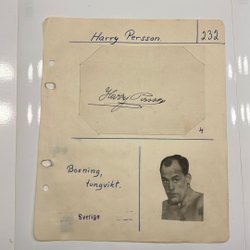 Harry Persson.
232
Harry Persson
4
Boxning,
tungvikt.
Sverige